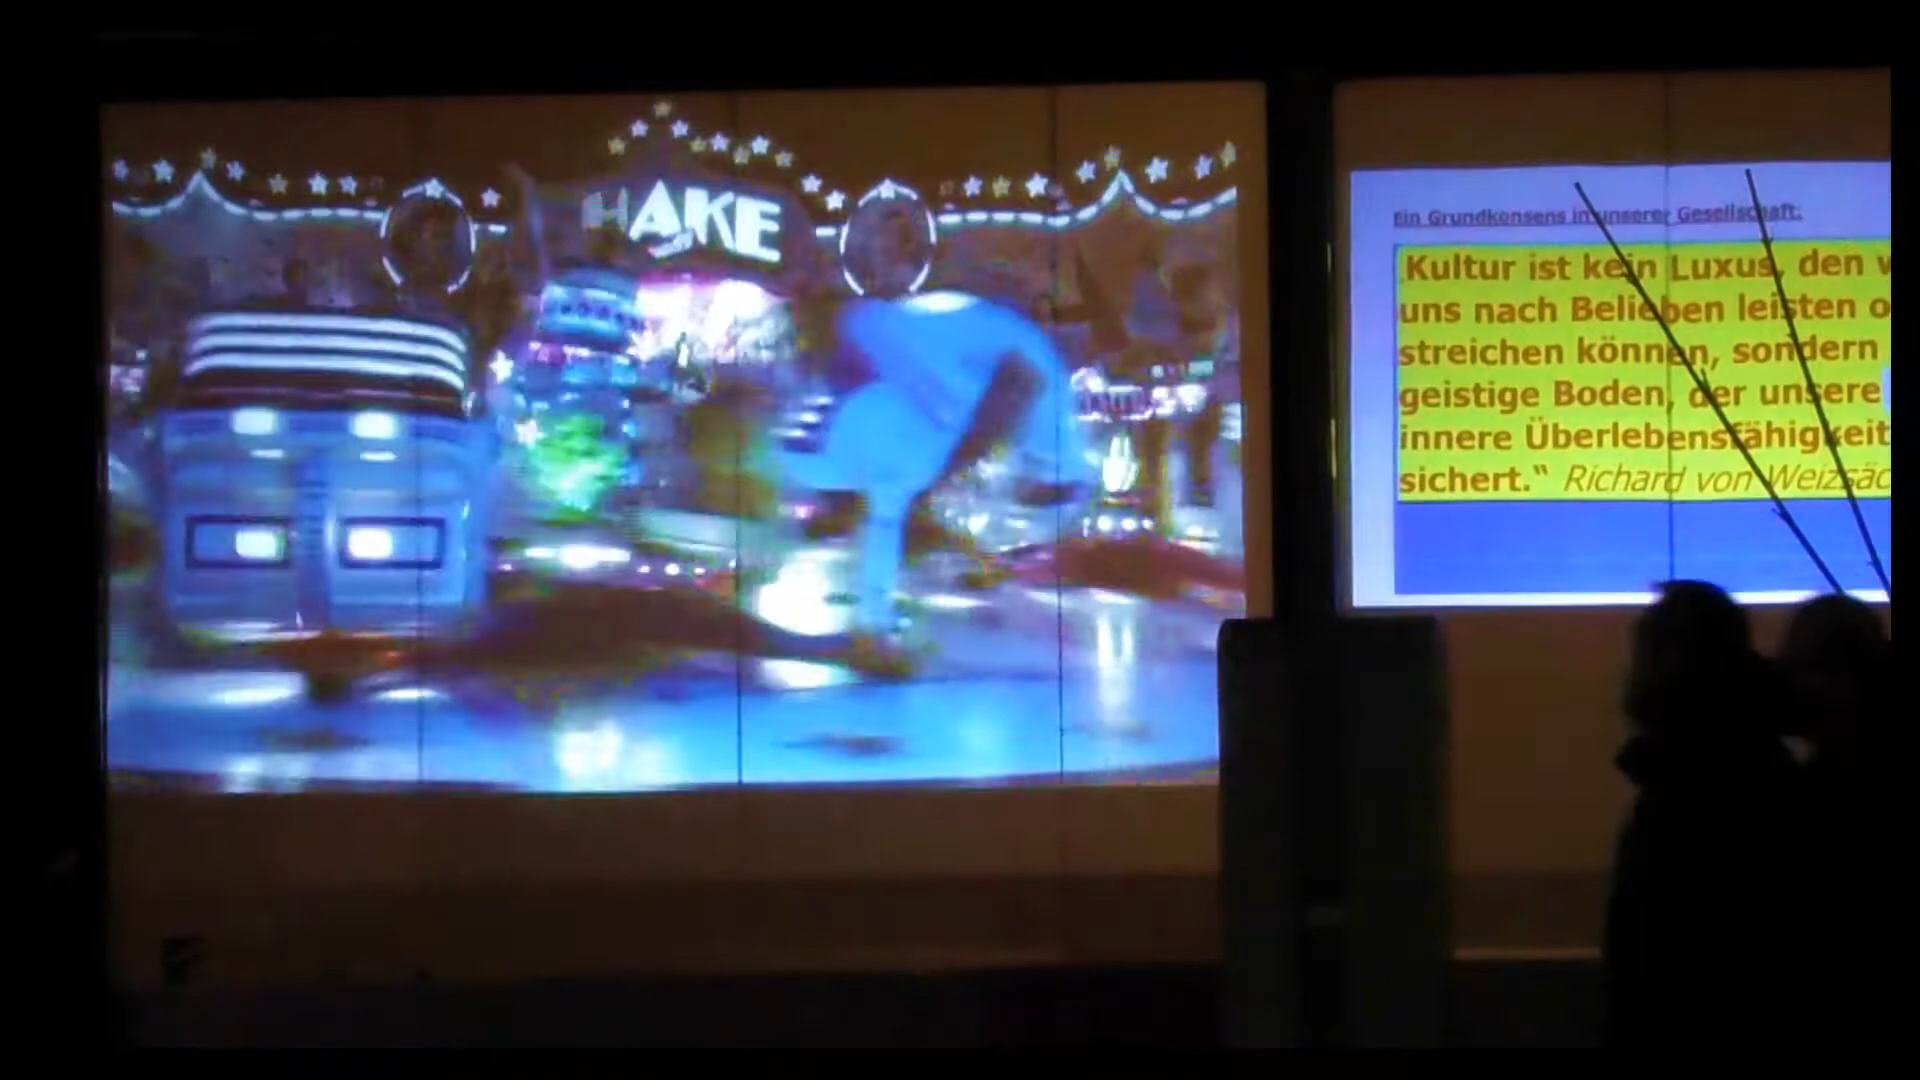 HAKE
Ein Grundkonsens in unserer Gesellschaft:
„Kultur ist kein Luxus, den
uns nach Belieben leisten
streichen können, sondern
geistige Boden, der unsere
innere Überlebensfähigkeit
sichert.“ Richard von